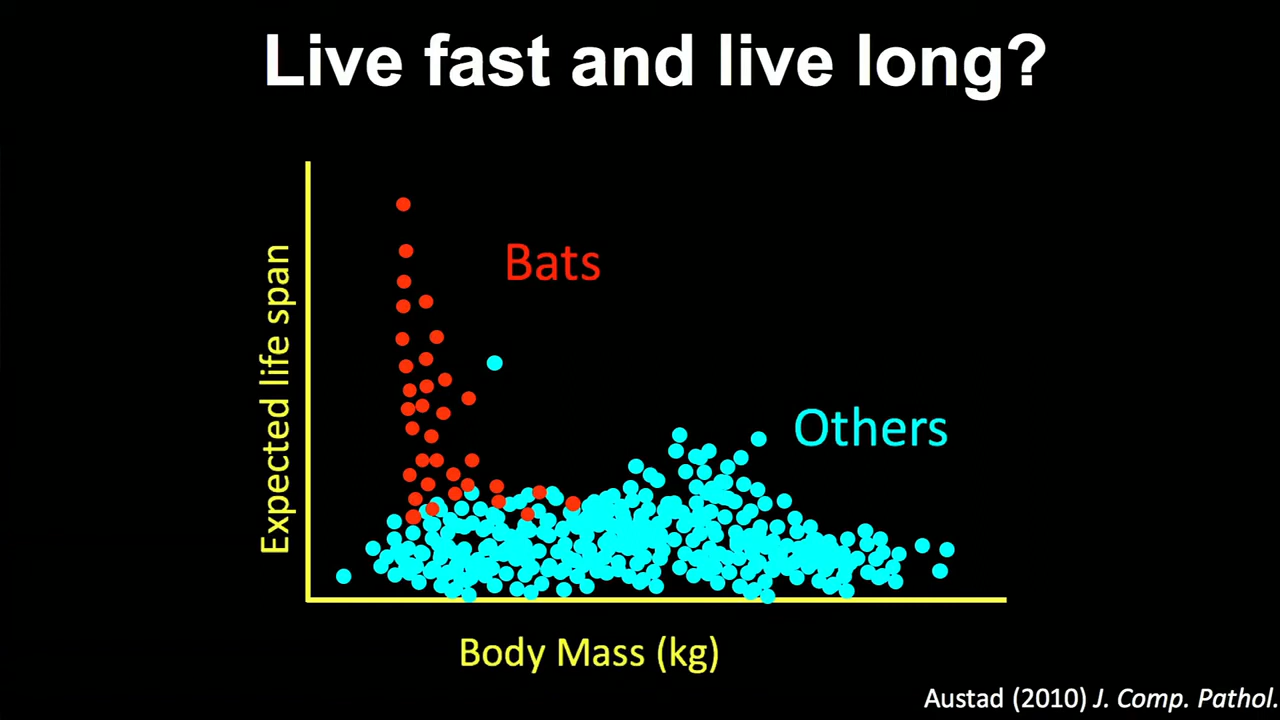 Live fast and live long?
Bats
Others
Expected life span
Body Mass (kg)
Austad (2010) J. Comp. Pathol.